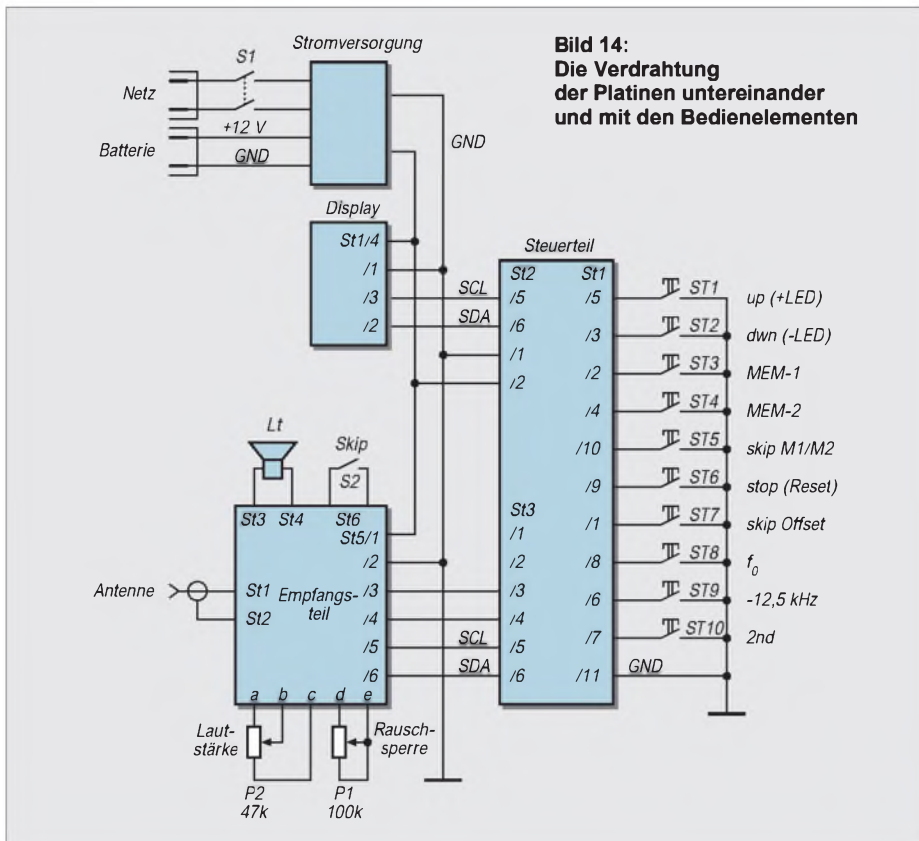 Bild 14:
Die Verdrahtung
der Platinen untereinander
und mit den Bedienelementen
Stromversorgung
S1
Netz
+12 V
Batterie
GND
GND
Display
St1/4
/1
/3
/2
SCL
SDA
Steuerteil
St2
/5
/6
/1
/2
St3
/1
/2
/3
/4
/5
/6
St1
/5
/3
/2
/4
/10
/9
/1
/8
/6
/7
/11
GND
ST1 up (+LED)
ST2 dwn (-LED)
ST3 MEM-1
ST4 MEM-2
ST5 skip M1/M2
ST6 stop (Reset)
ST7 skip Offset
ST8 f0
ST9 -12,5 kHz
ST10 2nd
Lt
Skip
S2
St3 St4 St6
St5/1
/2
/3
/4
/5
/6
SCL
SDA
Antenne
St1
St2
Empfangs-
teil
a b c d e
Laut-
stärke
P2
47k
Rausch-
sperre
P1
100k